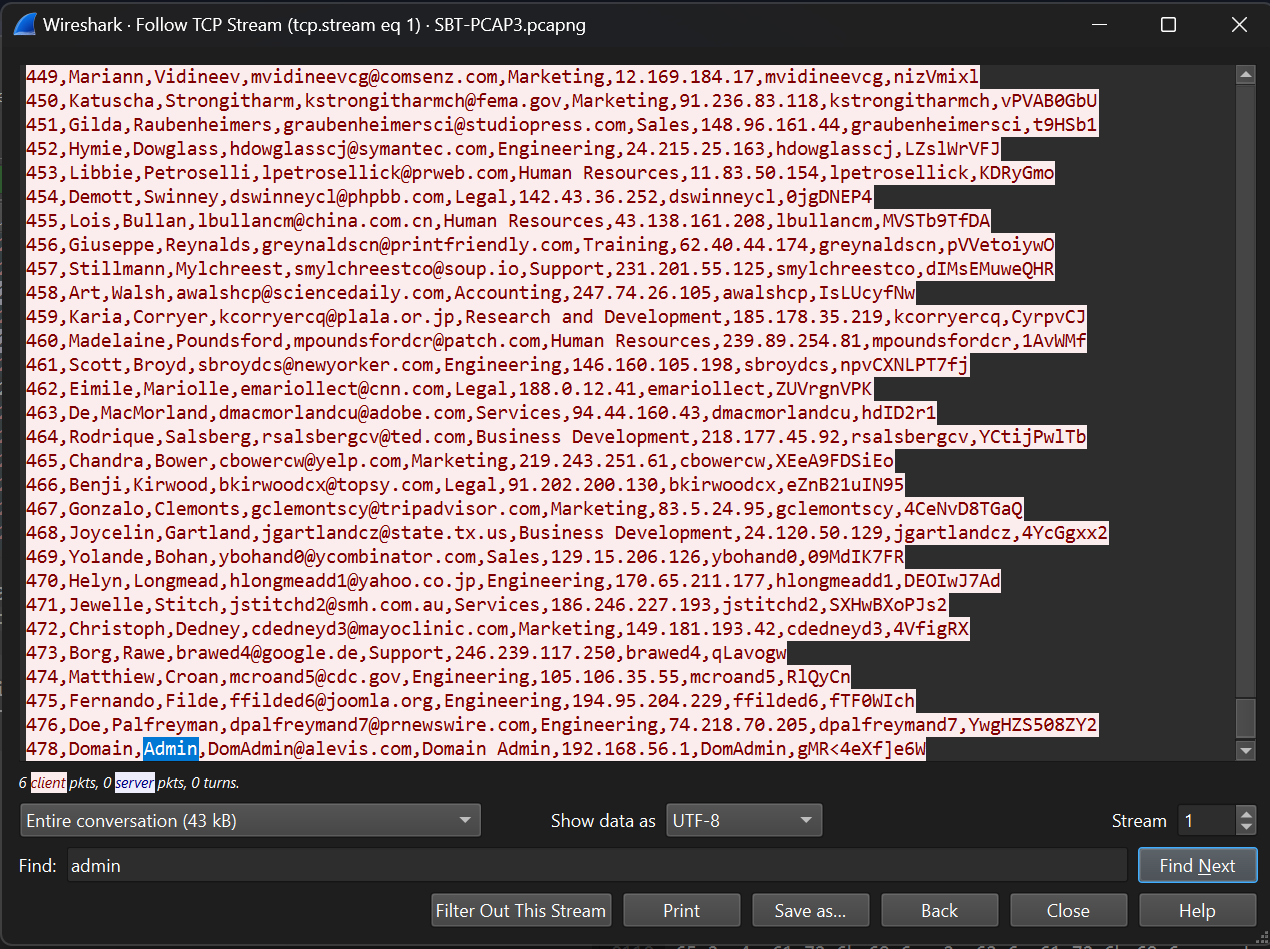 Wireshark · Follow TCP Stream (tcp.stream eq 1) · SBT-PCAP3.pcapng
449,Mariann,Vidineev,mvidineevcg@comsenz.com,Marketing,12.169.184.17,mvidineevcg,nizVmixl
450,Katuscha,Strongitharm,kstrongitharmch@fema.gov,Marketing,91.236.83.118,kstrongitharmch,vPVAB0GbU
451,Gilda,Raubenheimers,graubenheimersci@studiopress.com,Sales,148.96.161.44,graubenheimersci,t9HSb1
452,Hymie,Dowglass,hdowglasscj@symantec.com,Engineering,24.215.25.163,hdowglasscj,LZslWrVFJ
453,Libbie,Petroselli,lpetrosellick@prweb.com,Human Resources,11.83.50.154,lpetrosellick,KDRyGmo
454,Demott,Swinney,dswinneycl@phpbb.com,Legal,142.43.36.252,dswinneycl,0jgDNEP4
455,Lois,Bullan,lbullancm@china.com.cn,Human Resources,43.138.161.208,lbullancm,MVSTb9TfDA
456,Giuseppe,Reynalds,greynaldscn@printfriendly.com,Training,62.40.44.174,greynaldscn,pVVetoiywO
457,Stillmann,Mylchreest,smylchreestco@soup.io,Support,231.201.55.125,smylchreestco,dIMsEMuweQHR
458,Art,Walsh,awalshcp@sciencedaily.com,Accounting,247.74.26.105,awalshcp,IsLUcyfNw
459,Karia,Corryer,kcorryercq@plala.or.jp,Research and Development,185.178.35.219,kcorryercq,CyrpvCJ
460,Madelaine,Poundsford,mpoundsfordcr@patch.com,Human Resources,239.89.254.81,mpoundsfordcr,1AvWMf
461,Scott,Broyd,sbroydcs@newyorker.com,Engineering,146.160.105.198,sbroydcs,npvCXNLPT7fj
462,Eimile,Mariolle,emariollect@cnn.com,Legal,188.0.12.41,emariollect,ZUVrgnVPK
463,De,MacMorland,dmacmorlandcu@adobe.com,Services,94.44.160.43,dmacmorlandcu,hdID2r1
464,Rodrique,Salsberg,rsalsbergcv@ted.com,Business Development,218.177.45.92,rsalsbergcv,YCtijPwlTb
465,Chandra,Bower,cbowercw@yelp.com,Marketing,219.243.251.61,cbowercw,XEeA9FDSiEo
466,Benji,Kirwood,bkirwoodcx@topsy.com,Legal,91.202.200.130,bkirwoodcx,eZnB21uIN95
467,Gonzalo,Clemonts,gclemontscy@tripadvisor.com,Marketing,83.5.24.95,gclemontscy,4CeNvD8TGaQ
468,Joycelin,Gartland,jgartlandcz@state.tx.us,Business Development,24.120.50.129,jgartlandcz,4YcGgxx2
469,Yolande,Bohan,ybohand0@ycombinator.com,Sales,129.15.206.126,ybohand0,09MdIK7FR
470,Helyn,Longmead,hlongmeadd1@yahoo.co.jp,Engineering,170.65.211.177,hlongmeadd1,DEOIwJ7Ad
471,Jewelle,Stitch,jstitchd2@smh.com.au,Services,186.246.227.193,jstitchd2,SXHwBXoPJs2
472,Christoph,Dedney,cdedneyd3@mayoclinic.com,Marketing,149.181.193.42,cdedneyd3,4VfigRX
473,Borg,Rawe,brawed4@google.de,Support,246.239.117.250,brawed4,qLavogw
474,Matthiew,Croan,mcroand5@cdc.gov,Engineering,105.106.35.55,mcroand5,RlQyCn
475,Fernando,Filde,ffilded6@joomla.org,Engineering,194.95.204.229,ffilded6,fTF0WIch
476,Doe,Palfreyman,dpalfreymand7@prnewswire.com,Engineering,74.218.70.205,dpalfreymand7,YwgHZS508ZY2
478,Domain,Admin,DomAdmin@alevis.com,Domain Admin,192.168.56.1,DomAdmin,gMR<4eXf]e6W
6 client pkts, 0 server pkts, 0 turns.
Entire conversation (43 kB) Show data as UTF-8 Stream 1
Find: admin Find Next
Filter Out This Stream Print Save as... Back Close Help